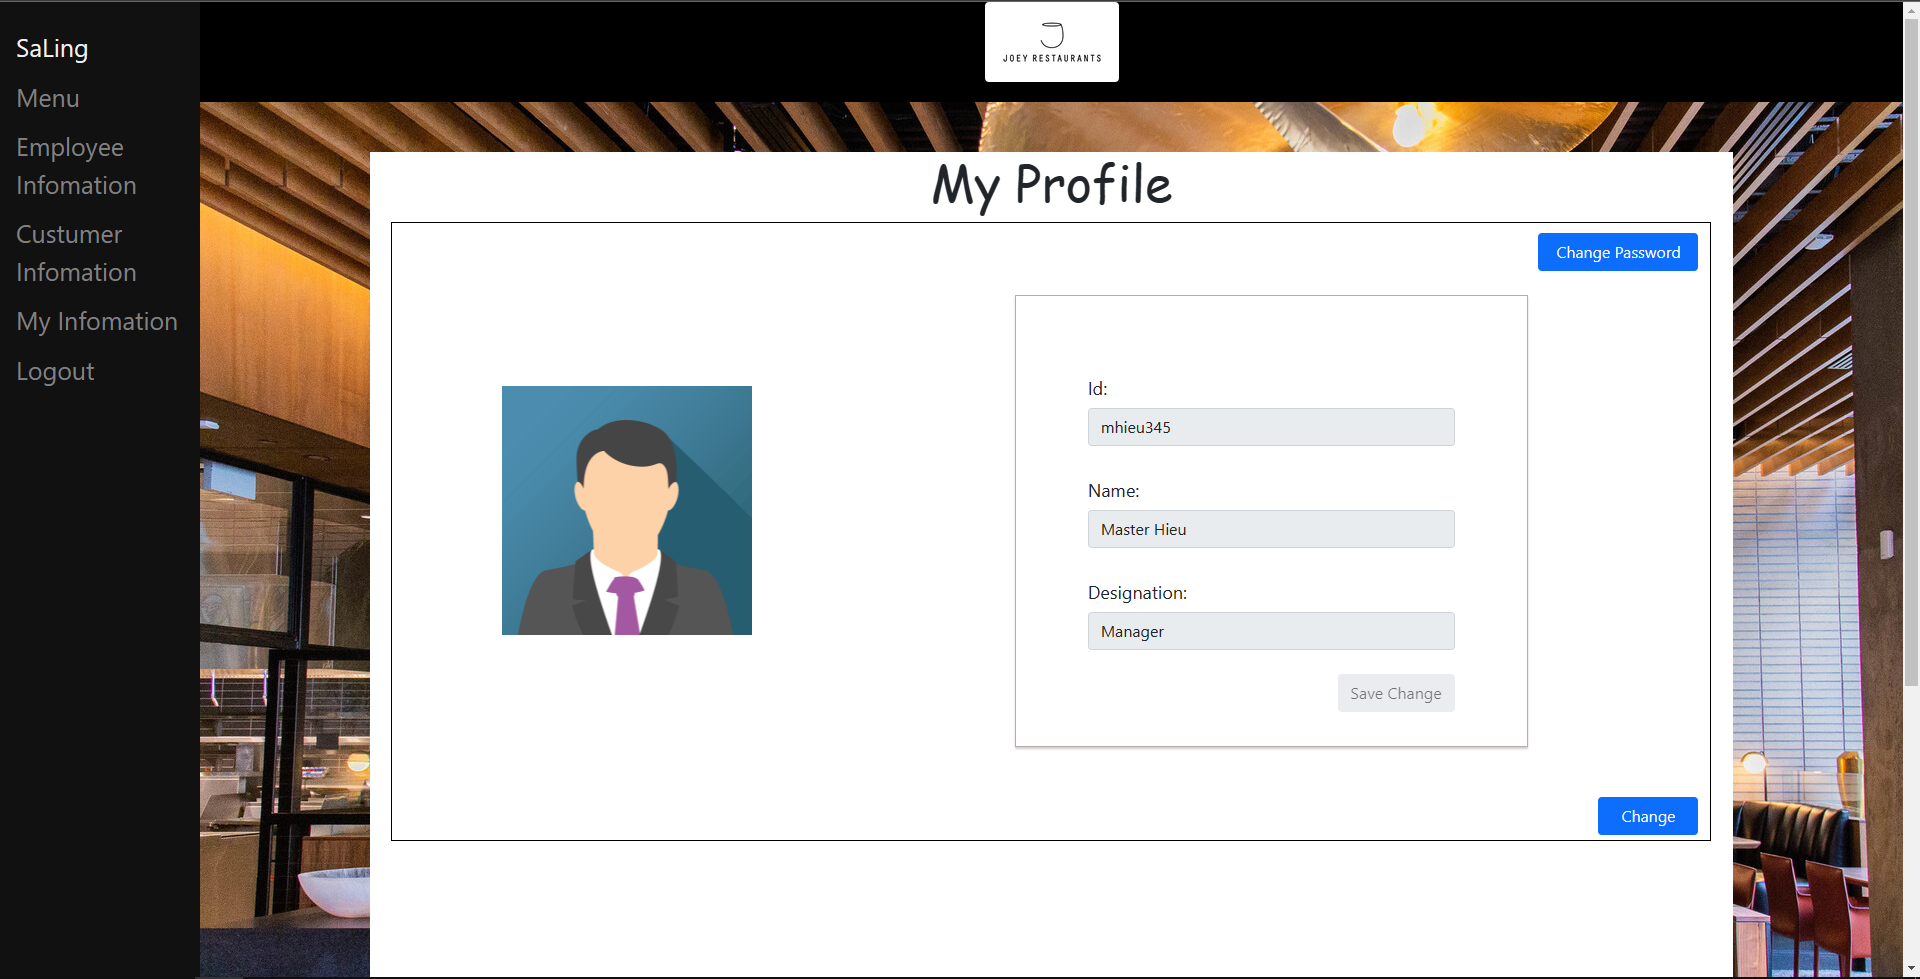 SaLing
Menu
Employee
Infomation
Custumer
Infomation
My Infomation
Logout
JOEY RESTAURANTS
My Profile
Change Password
Id:
mhieu345
Name:
Master Hieu
Designation:
Manager
Save Change
Change